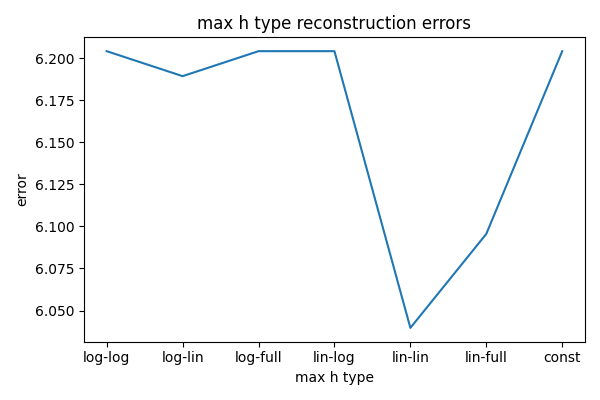 max h type reconstruction errors
6.200
6.175
6.150
6.125
6.100
6.075
6.050
error
log-log log-lin log-full lin-log lin-lin lin-full const
max h type